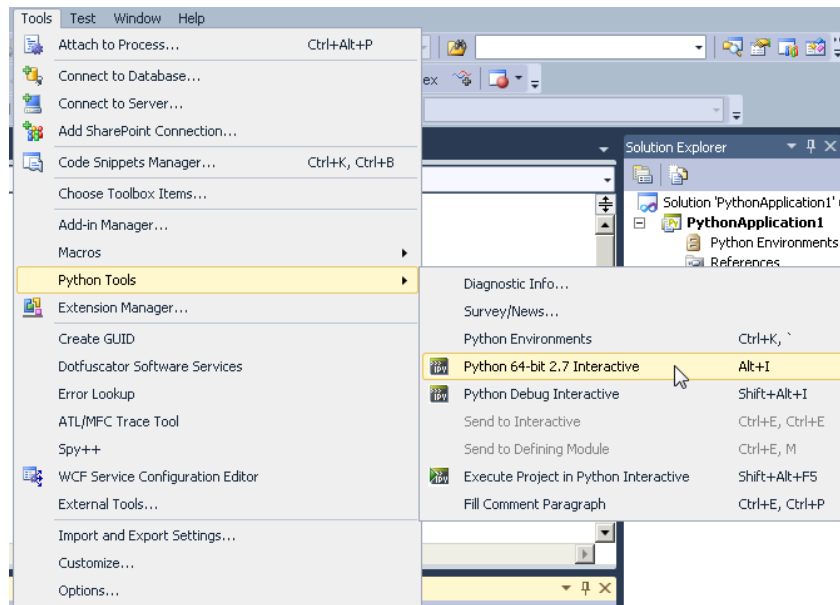 Tools Test Window Help
Attach to Process... Ctrl+Alt+P
Connect to Database...
ex
Connect to Server...
Add SharePoint Connection...
Solution Explorer
Code Snippets Manager... Ctrl+K, Ctrl+B
Choose Toolbox Items...
Solution 'PythonApplication1'
Add-in Manager...
PythonApplication1
Macros
Python Environments
References
Python Tools
Diagnostic Info...
Extension Manager...
Survey/News...
Create GUID
Python Environments Ctrl+K, `
Dotfuscator Software Services
Python 64-bit 2.7 Interactive Alt+I
Error Lookup
Python Debug Interactive Shift+Alt+I
ATL/MFC Trace Tool
Send to Interactive Ctrl+E, Ctrl+E
Spy++
Send to Defining Module Ctrl+E, M
WCF Service Configuration Editor
Execute Project in Python Interactive Shift+Alt+F5
External Tools...
Fill Comment Paragraph Ctrl+E, Ctrl+P
Import and Export Settings...
Customize...
Options...